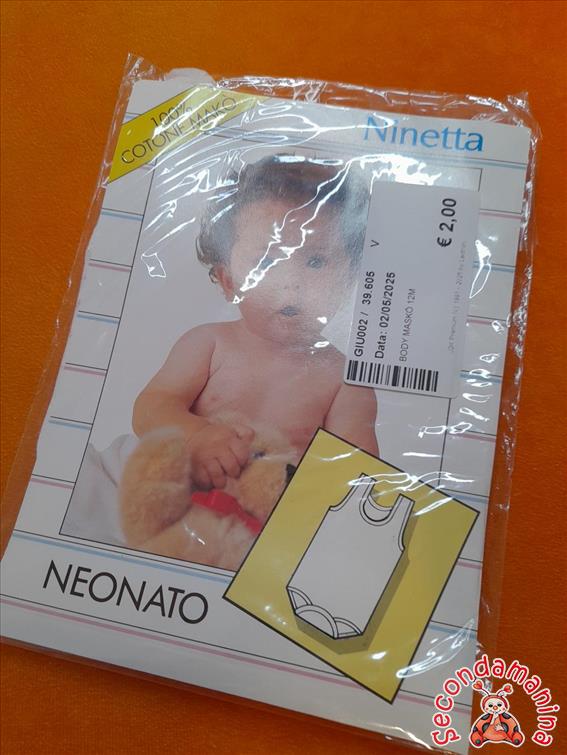 100%
COTONE MAKO
Ninetta
€ 2,00
V
GIU002 / 39.605
Data: 02/05/2025
BODY MASKO 12M
NEONATO
Secondamanina